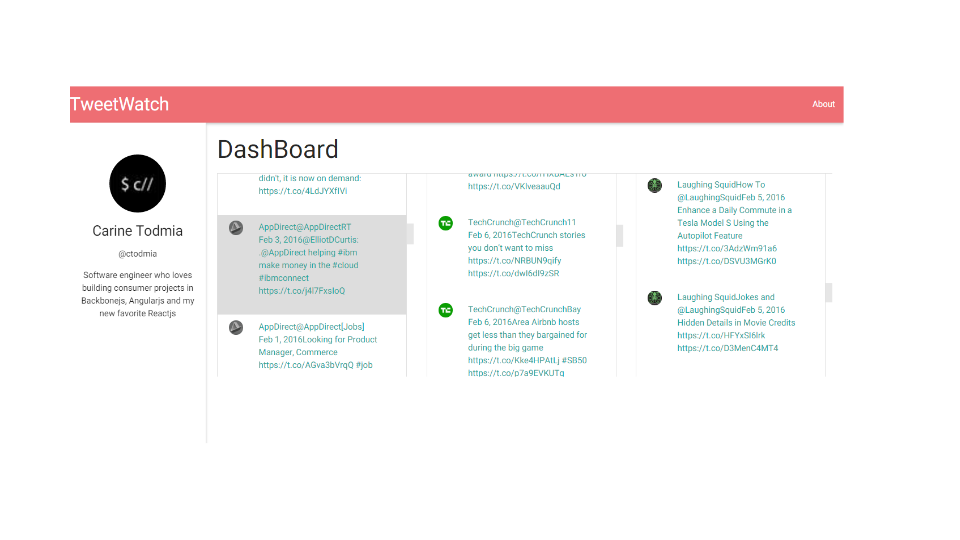 TweetWatch
About
$ c//
Carine Todmia
@ctodmia
Software engineer who loves
building consumer projects in
Backbonejs, Angularjs and my
new favorite Reactjs
DashBoard
didn't, it is now on demand:
https://t.co/4LdJYXfIVi
AppDirect@AppDirectRT
Feb 3, 2016@ElliotDCurtis:
.@AppDirect helping #ibm
make money in the #cloud
#ibmconnect
https://t.co/j4l7FxsIoQ
AppDirect@AppDirect[Jobs]
Feb 1, 2016Looking for Product
Manager, Commerce
https://t.co/AGva3bVrqQ #job
https://t.co/VKIveaauQd
TechCrunch@TechCrunch11
Feb 6, 2016TechCrunch stories
you don't want to miss
https://t.co/NRBUN9qify
https://t.co/dwI6dI9zSR
TechCrunch@TechCrunchBay
Feb 6, 2016Area Airbnb hosts
get less than they bargained for
during the big game
https://t.co/Kke4HPAtLj #SB50
https://t.co/p7a9EVKUTq
Laughing SquidHow To
@LaughingSquidFeb 5, 2016
Enhance a Daily Commute in a
Tesla Model S Using the
Autopilot Feature
https://t.co/3AdzWm91a6
https://t.co/DSVU3MGrK0
Laughing SquidJokes and
@LaughingSquidFeb 5, 2016
Hidden Details in Movie Credits
https://t.co/HFYxSl6lrk
https://t.co/D3MenC4MT4